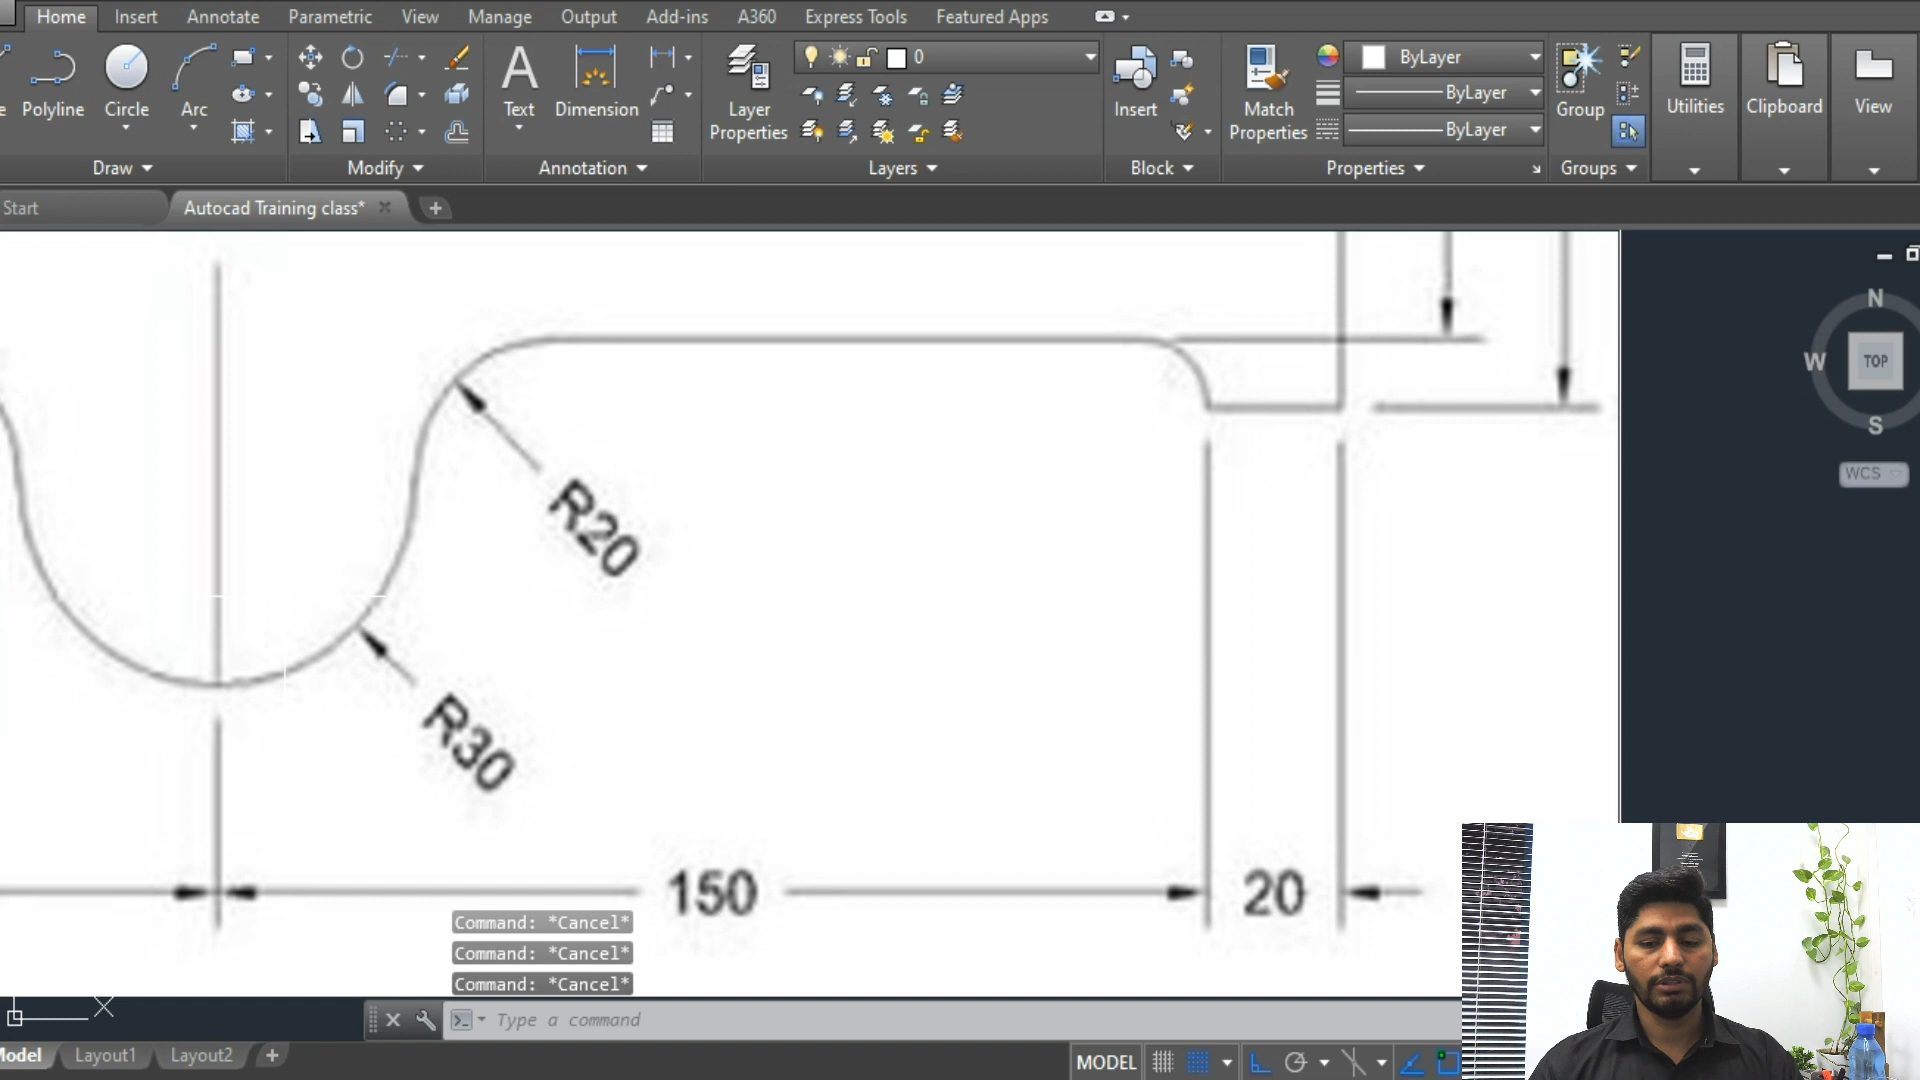 Home Insert Annotate Parametric View Manage Output Add-ins A360 Express Tools Featured Apps
Polyline Circle Arc
Text Dimension
Layer Properties
0
Insert
Match Properties
ByLayer
ByLayer
ByLayer
Group
Utilities Clipboard View
Draw Modify Annotation Layers Block Properties Groups
Start Autocad Training class*
N
W TOP
S
WCS
R20
R30
150 20
Command: *Cancel*
Command: *Cancel*
Command: *Cancel*
Type a command
Model Layout1 Layout2
MODEL